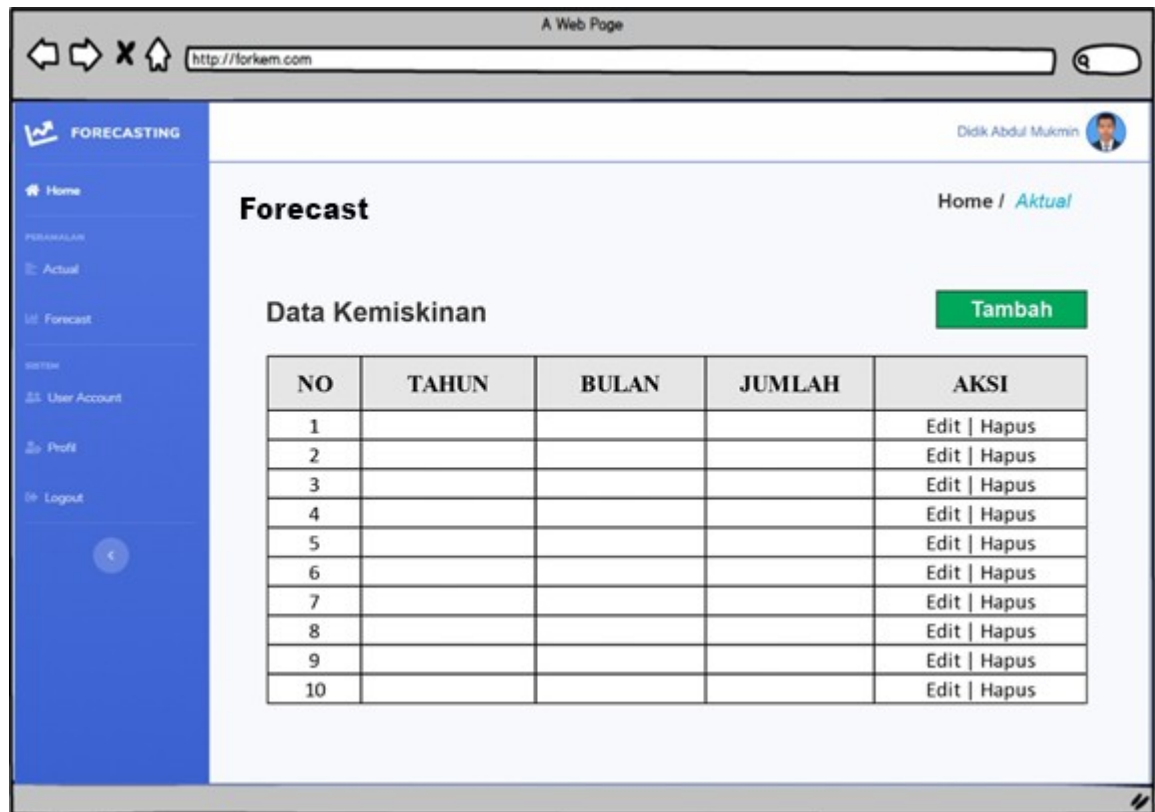 A Web Page
http://forkem.com
FORECASTING
Didik Abdul Mukmin
Home
PERAMALAN
Actual
Forecast
SISTEM
User Account
Profil
Logout
Forecast
Home / Aktual
Data Kemiskinan
Tambah
NO TAHUN BULAN JUMLAH AKSI
1 Edit | Hapus
2 Edit | Hapus
3 Edit | Hapus
4 Edit | Hapus
5 Edit | Hapus
6 Edit | Hapus
7 Edit | Hapus
8 Edit | Hapus
9 Edit | Hapus
10 Edit | Hapus